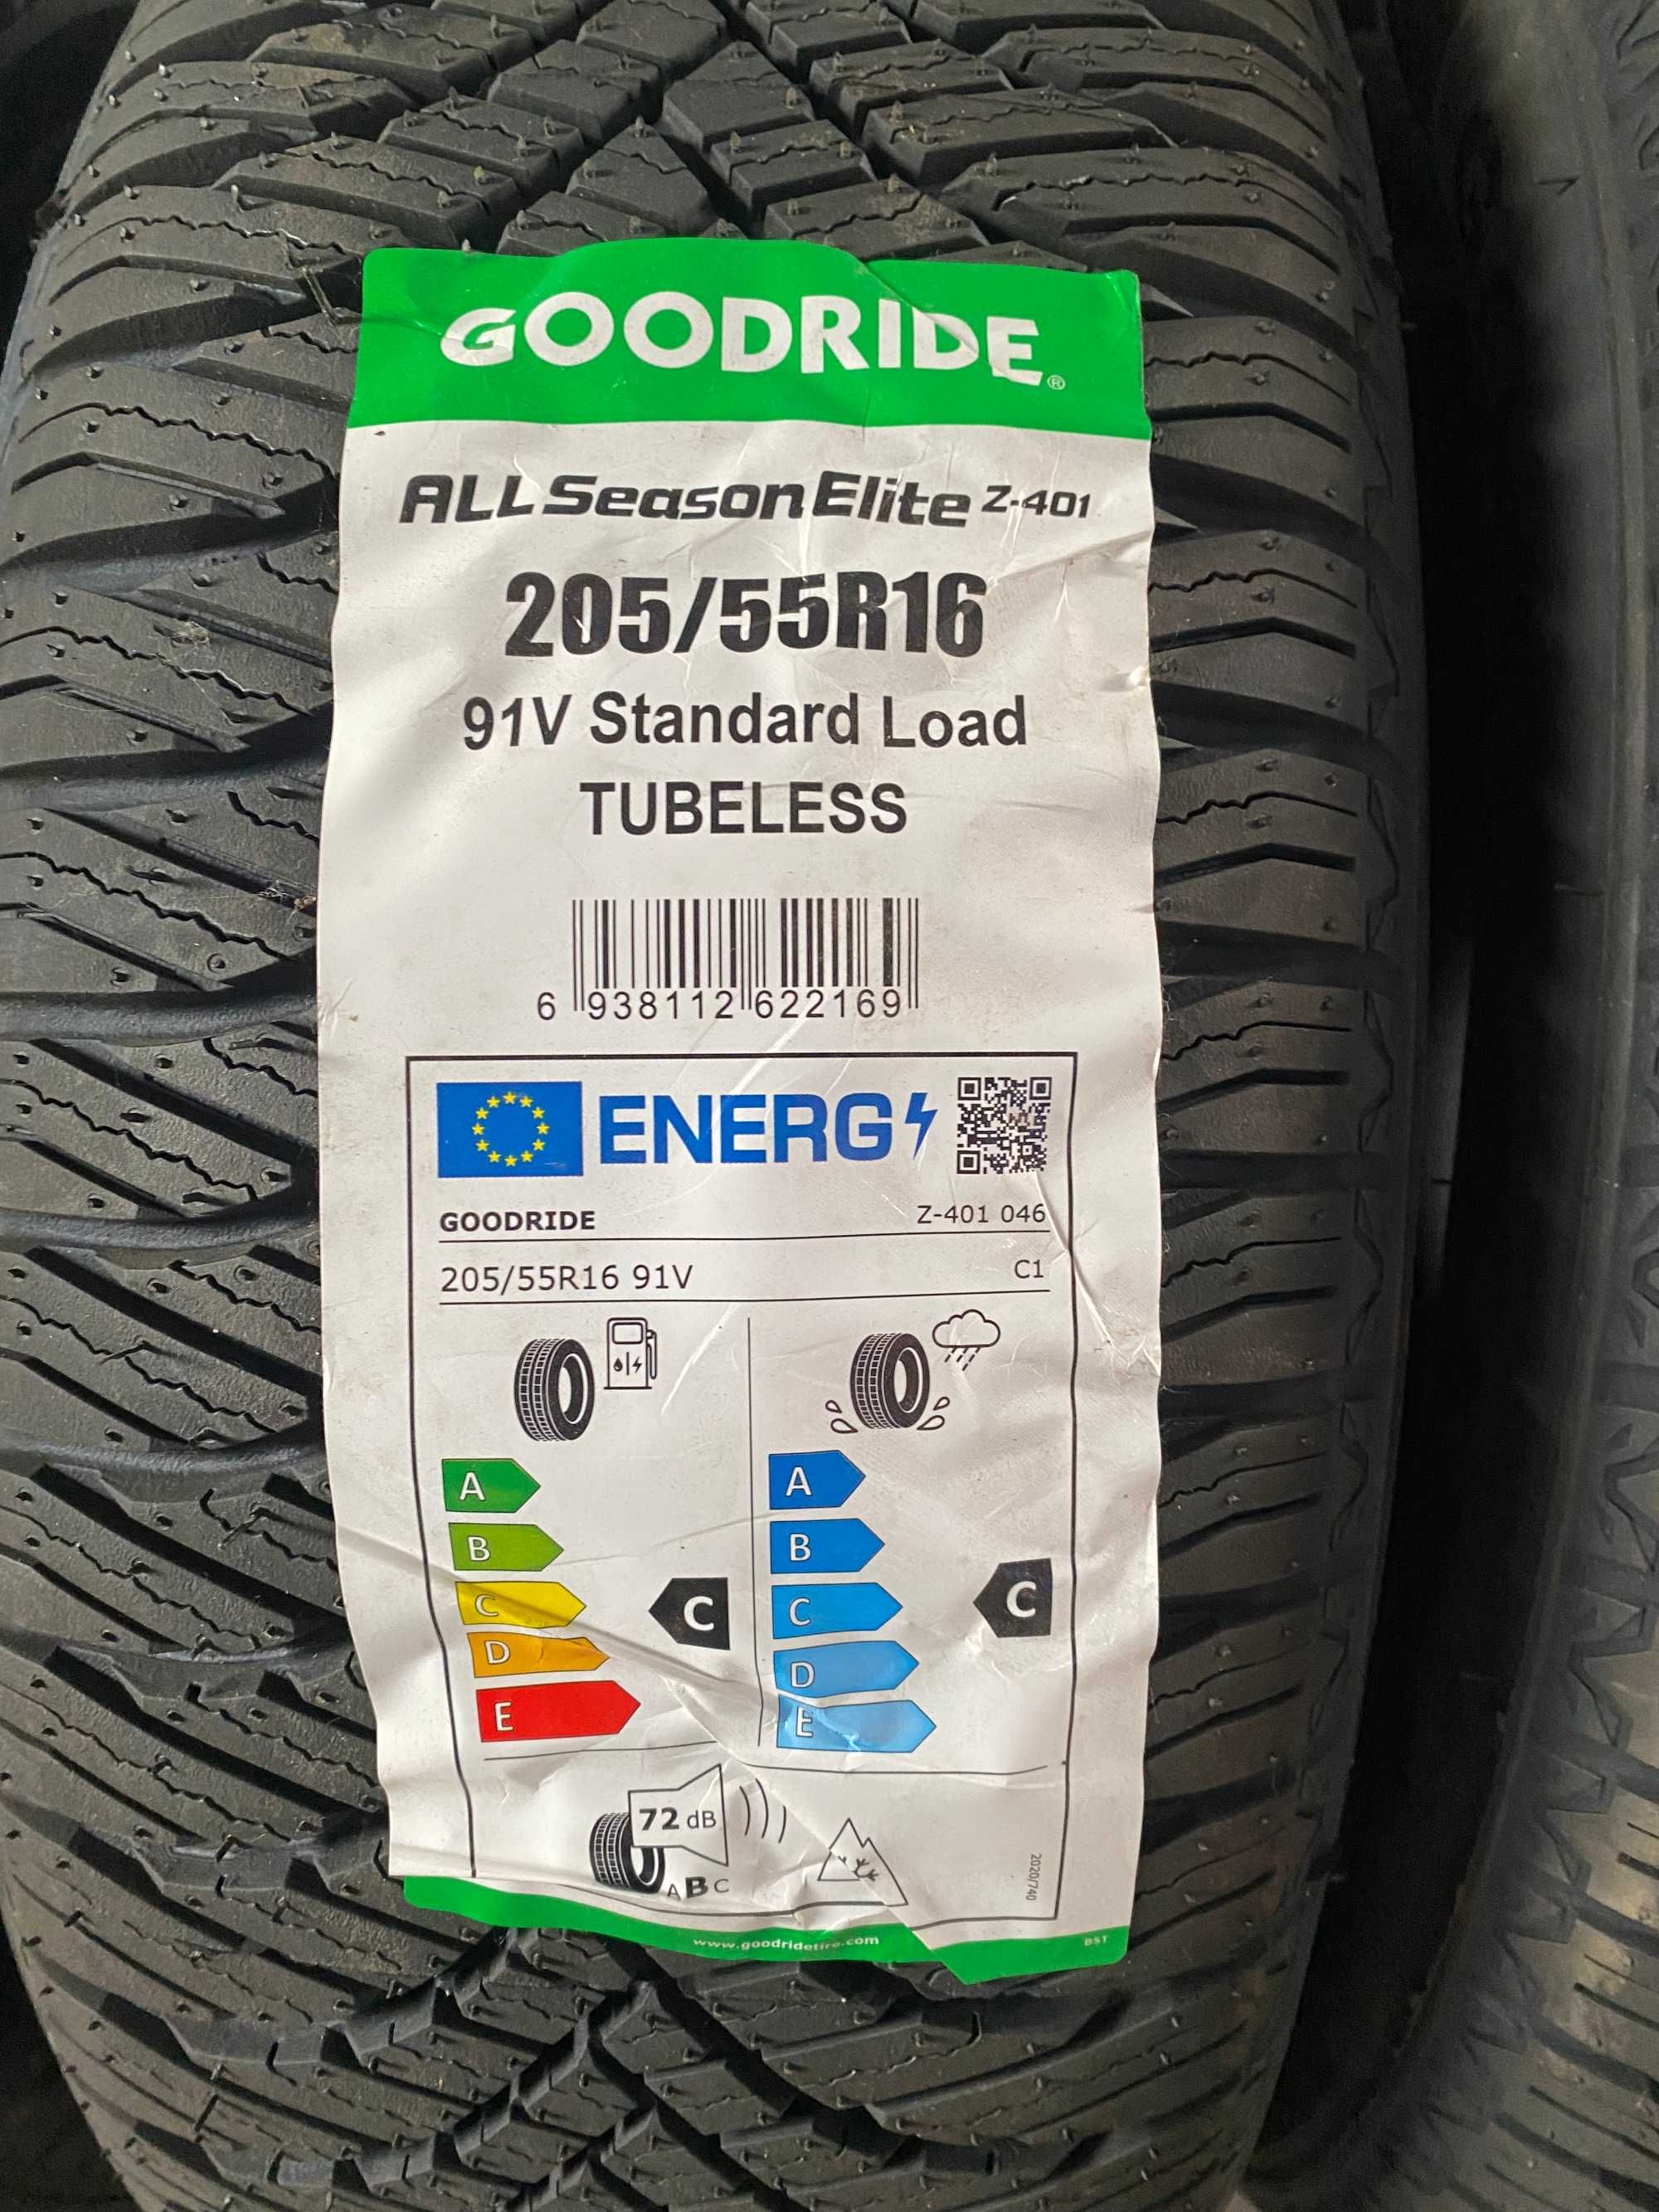 GOODRIDE®
ALL Season Elite Z-401
205/55R16
91V Standard Load
TUBELESS
6 938112 622169
ENERG
GOODRIDE Z-401 046
205/55R16 91V C1
A A
B B
C C C C
D D
E E
72 dB
A B C
2020/740
www.goodridetire.com BST